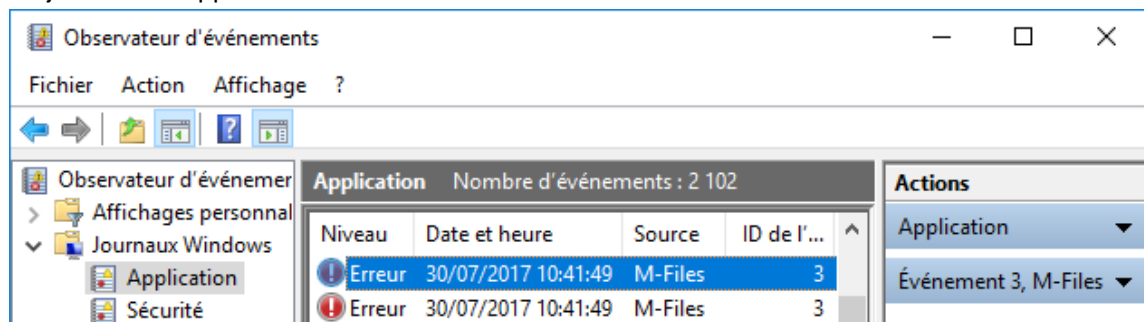 Observateur d'événements
Fichier Action Affichage ?
Observateur d'événemer
Affichages personnal
Journaux Windows
Application
Sécurité
Application Nombre d'événements : 2 102
Niveau Date et heure Source ID de l'...
Erreur 30/07/2017 10:41:49 M-Files 3
Erreur 30/07/2017 10:41:49 M-Files 3
Actions
Application
Événement 3, M-Files